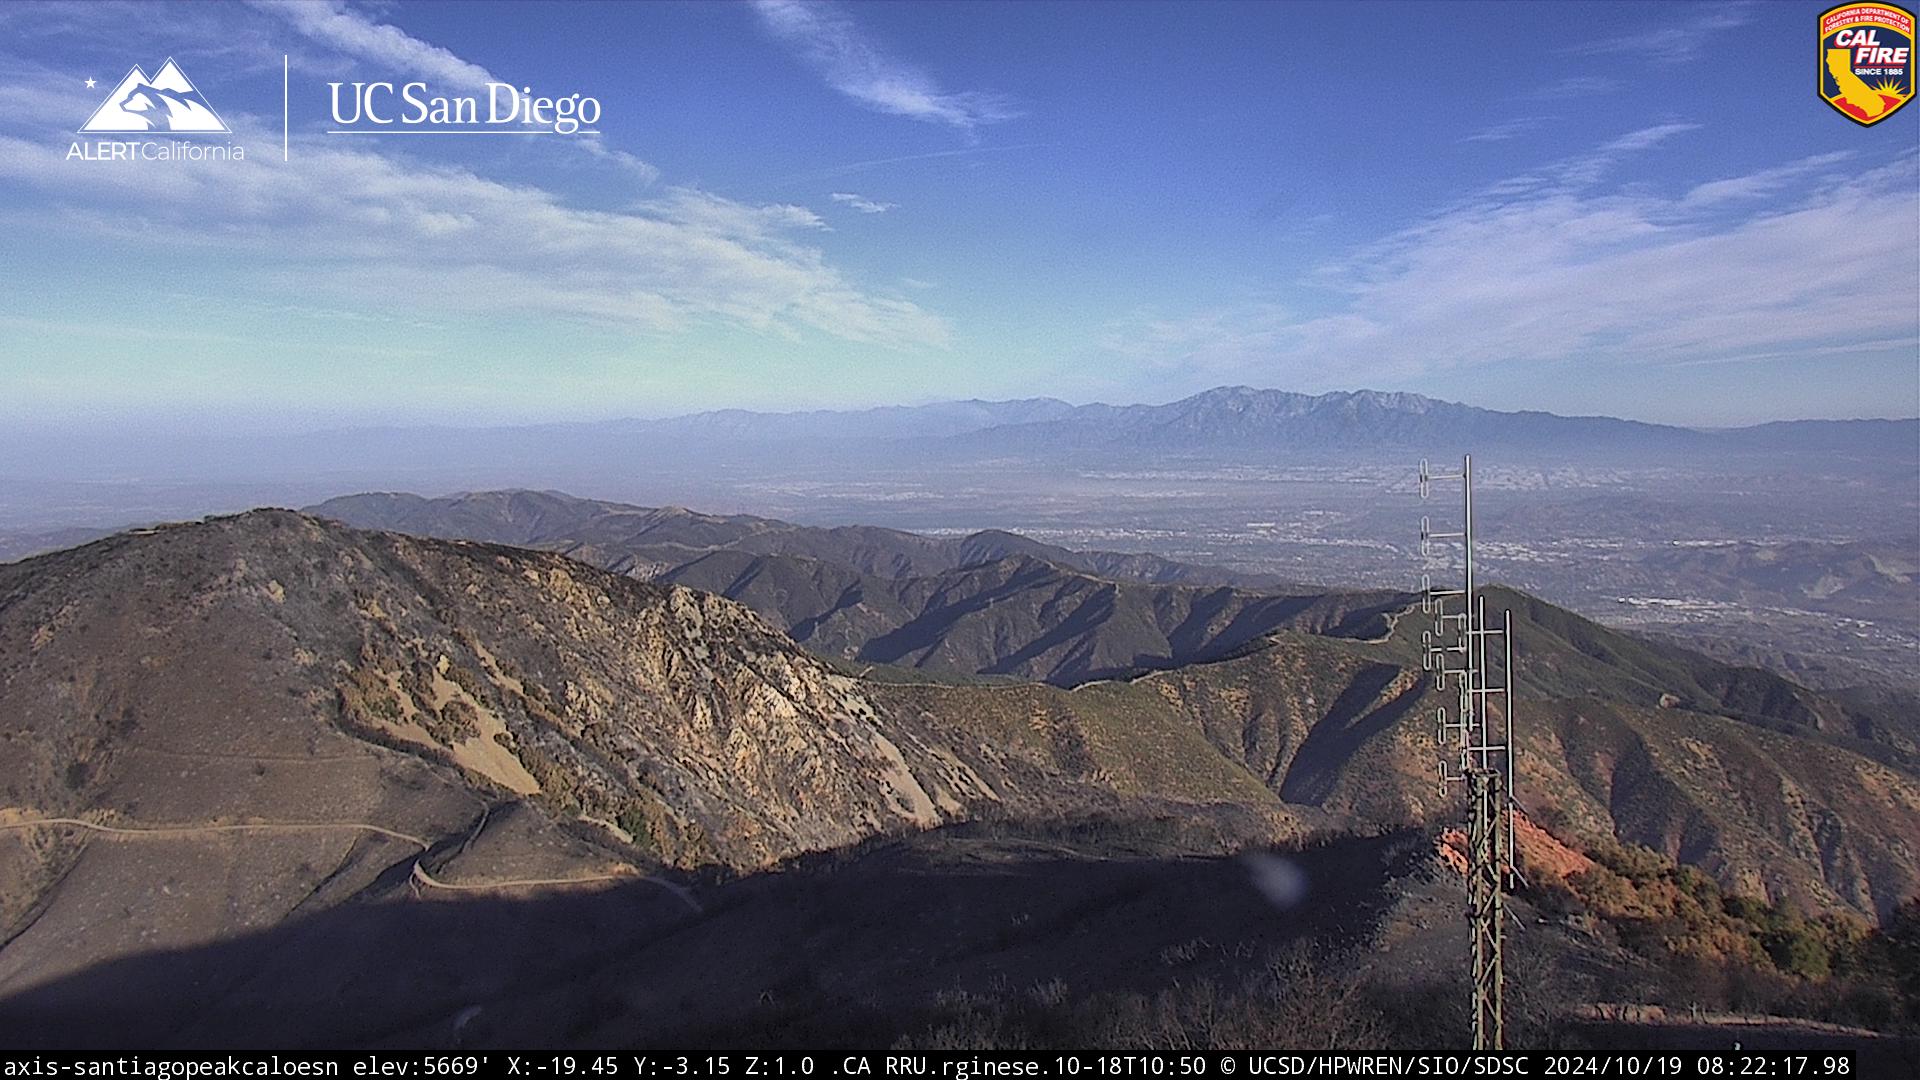 ALERTCalifornia
UC San Diego
CALIFORNIA DEPARTMENT OF
FORESTRY & FIRE PROTECTION
CAL
FIRE
SINCE 1885
axis-santiagopeakcaloesn elev:5669' X:-19.45 Y:-3.15 Z:1.0 .CA RRU.rginese.10-18T10:50 © UCSD/HPWREN/SIO/SDSC 2024/10/19 08:22:17.98